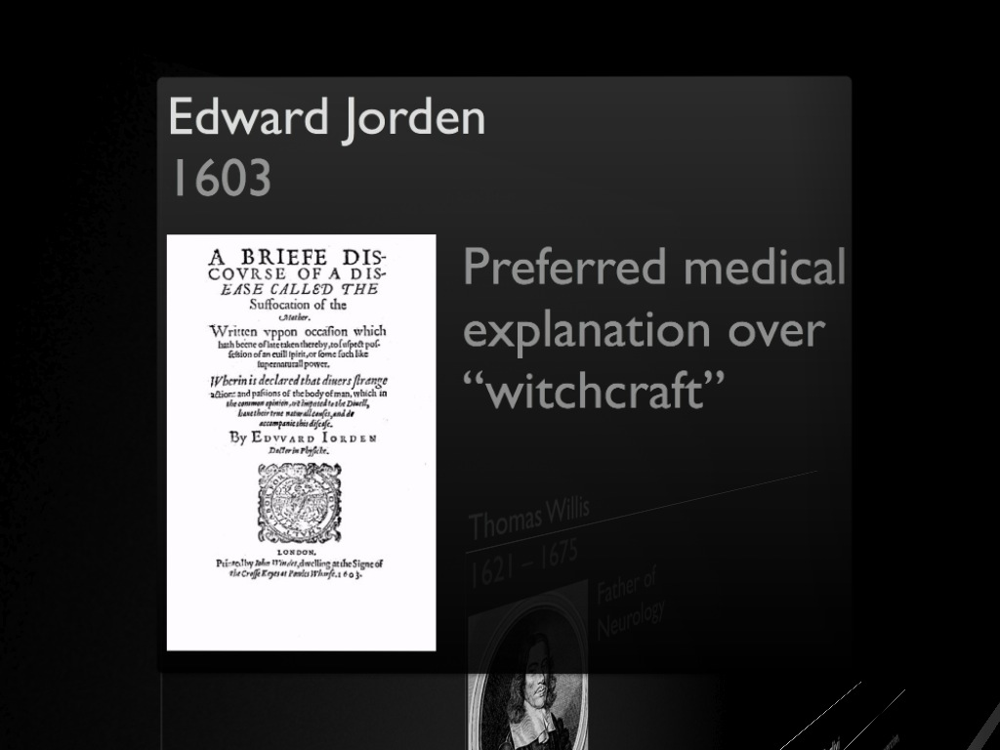 Edward Jorden
1603
A BRIEFE DIS-
COVRSE OF A DIS-
EASE CALLED THE
Suffocation of the
Mother.
Written vppon occasion which
hath beene of late taken thereby, to suspect pos-
session of an euill spirit, or some such like
supernaturall power.
Wherin is declared that diuers strange
actions and passions of the body of man, which in
the common opinion, are imputed to the Diuell,
haue their true naturall causes, and do
accompanie this disease.
By EDVVARD IORDEN
Doctor in Physicke.
LONDON,
Printed by Iohn Windet, dwelling at the Signe of
the Crosse Keyes at Paules Wharfe. 1603.
Preferred medical
explanation over
“witchcraft”
Thomas Willis
1621 – 1675
Father of
Neurology